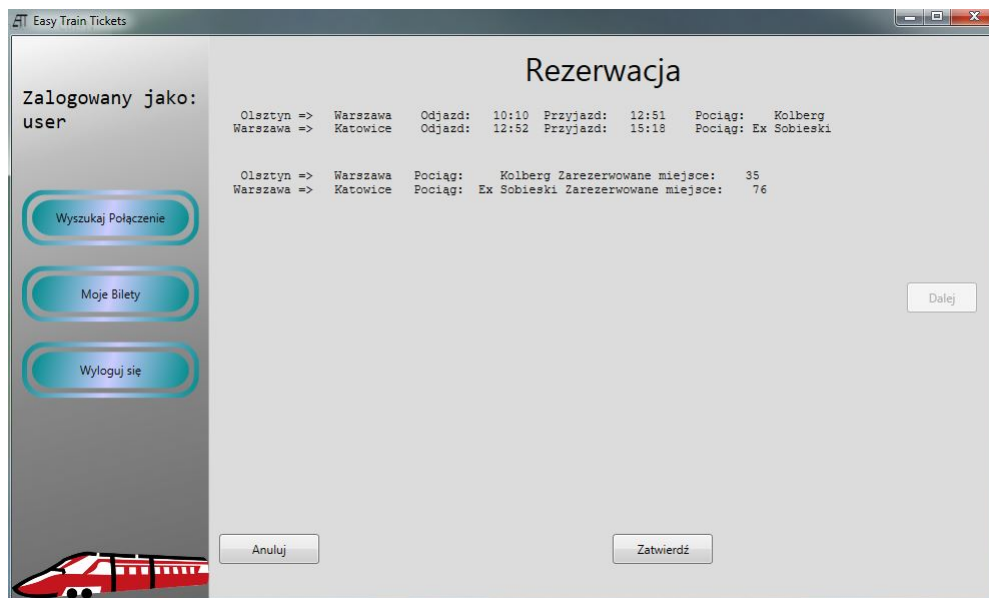 Easy Train Tickets
Zalogowany jako:
user
Wyszukaj Połączenie
Moje Bilety
Wyloguj się
Rezerwacja
Olsztyn => Warszawa Odjazd: 10:10 Przyjazd: 12:51 Pociąg: Kolberg
Warszawa => Katowice Odjazd: 12:52 Przyjazd: 15:18 Pociąg: Ex Sobieski
Olsztyn => Warszawa Pociąg: Kolberg Zarezerwowane miejsce: 35
Warszawa => Katowice Pociąg: Ex Sobieski Zarezerwowane miejsce: 76
Dalej
Anuluj
Zatwierdź